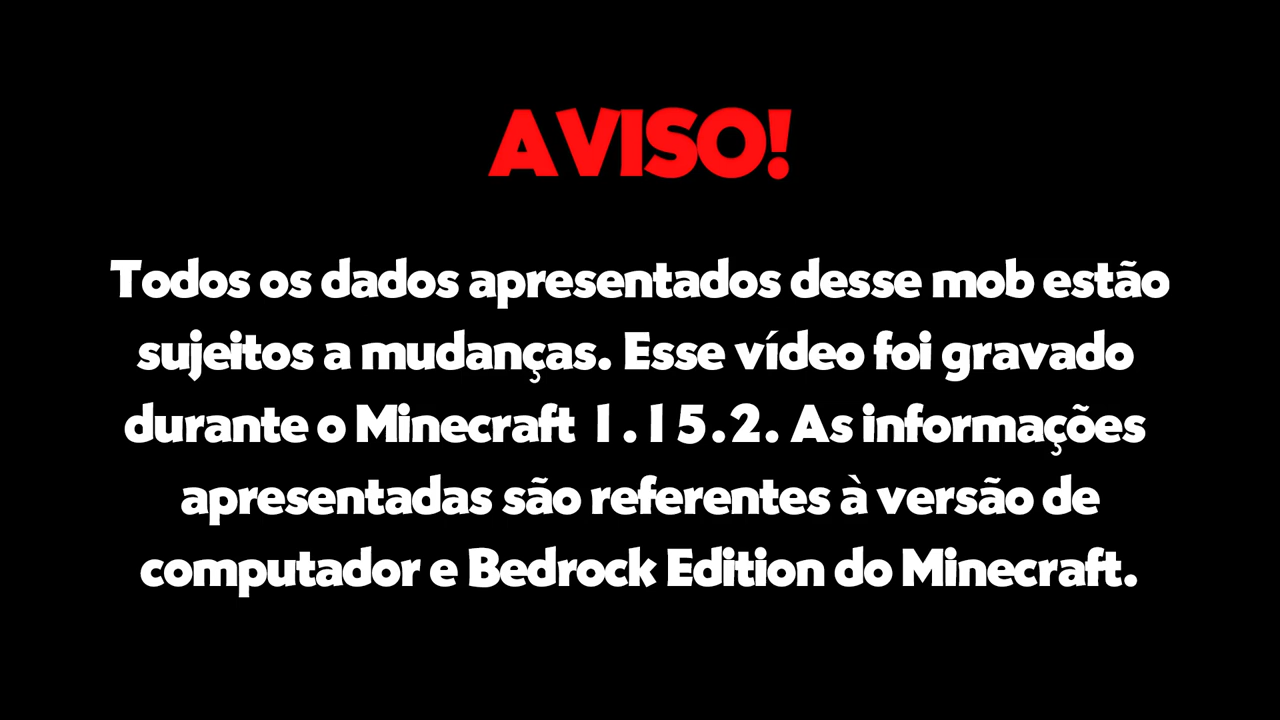 AVISO!
Todos os dados apresentados desse mob estão
sujeitos a mudanças. Esse vídeo foi gravado
durante o Minecraft 1.15.2. As informações
apresentadas são referentes à versão de
computador e Bedrock Edition do Minecraft.